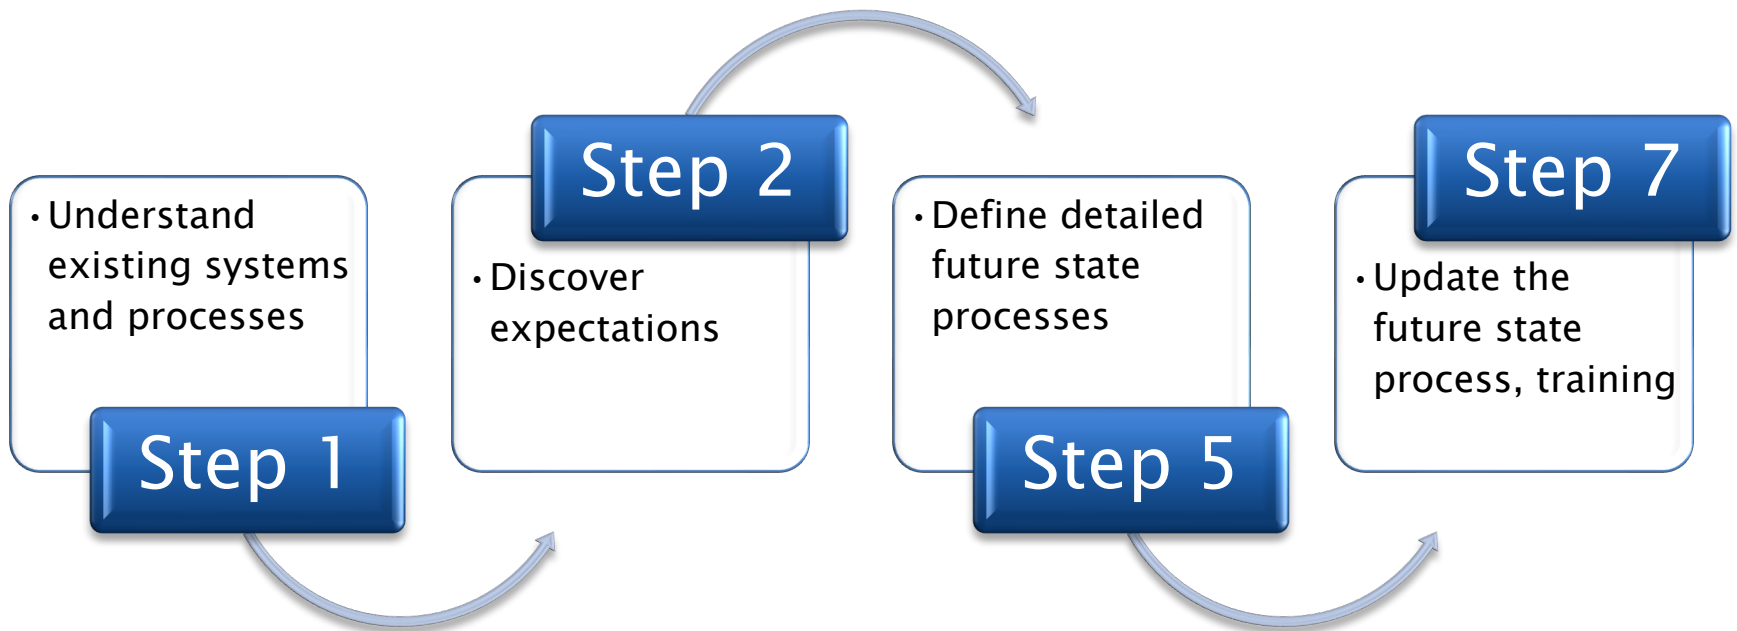 • Understand
existing systems
and processes
Step 1
Step 2
• Discover
expectations
• Define detailed
future state
processes
Step 5
Step 7
• Update the
future state
process, training